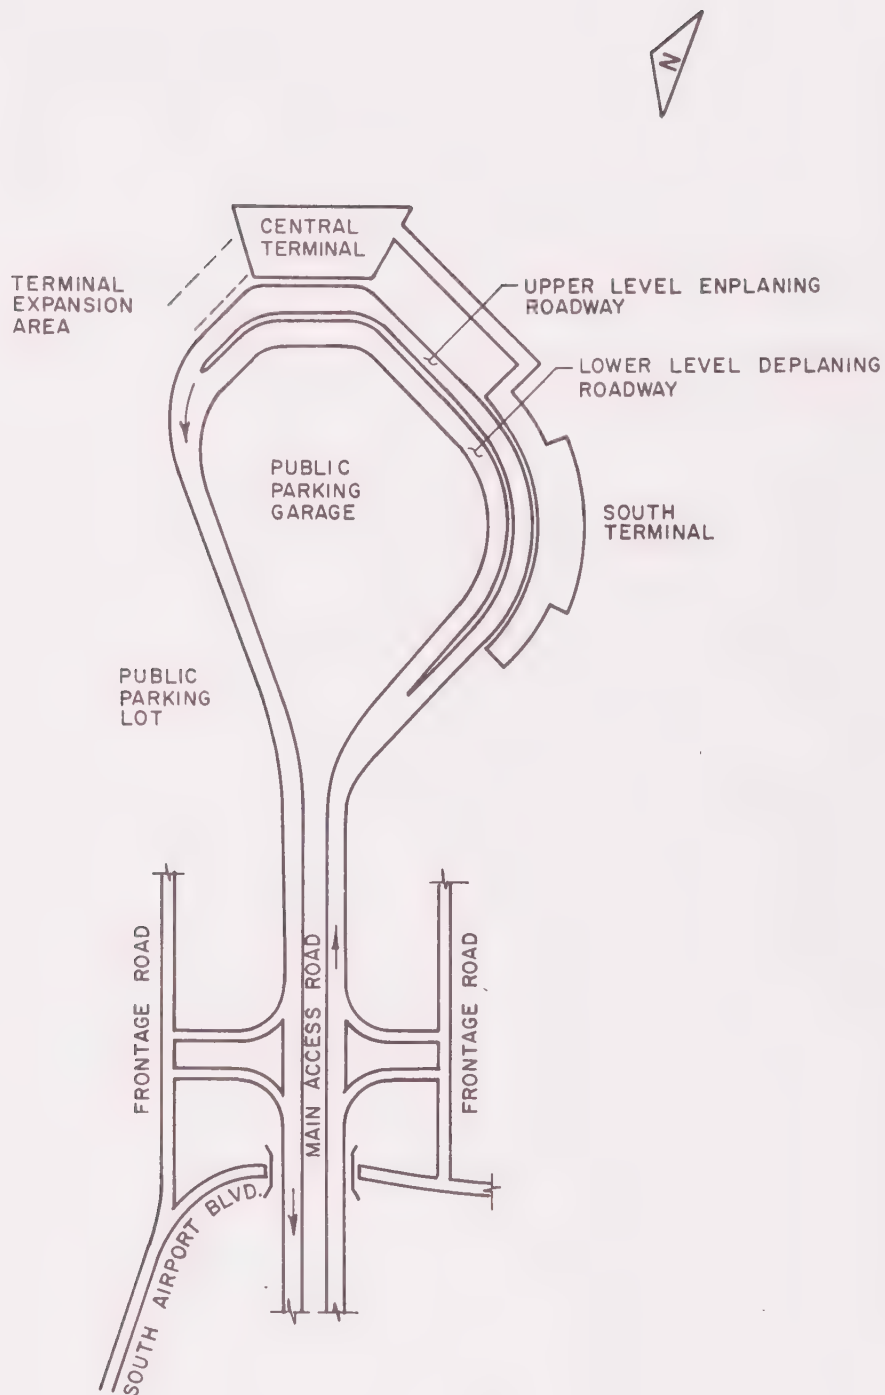 N
CENTRAL
TERMINAL
TERMINAL
EXPANSION
AREA
UPPER LEVEL ENPLANING
ROADWAY
LOWER LEVEL DEPLANING
ROADWAY
PUBLIC
PARKING
GARAGE
SOUTH
TERMINAL
PUBLIC
PARKING
LOT
FRONTAGE ROAD
MAIN ACCESS ROAD
FRONTAGE ROAD
SOUTH AIRPORT BLVD.